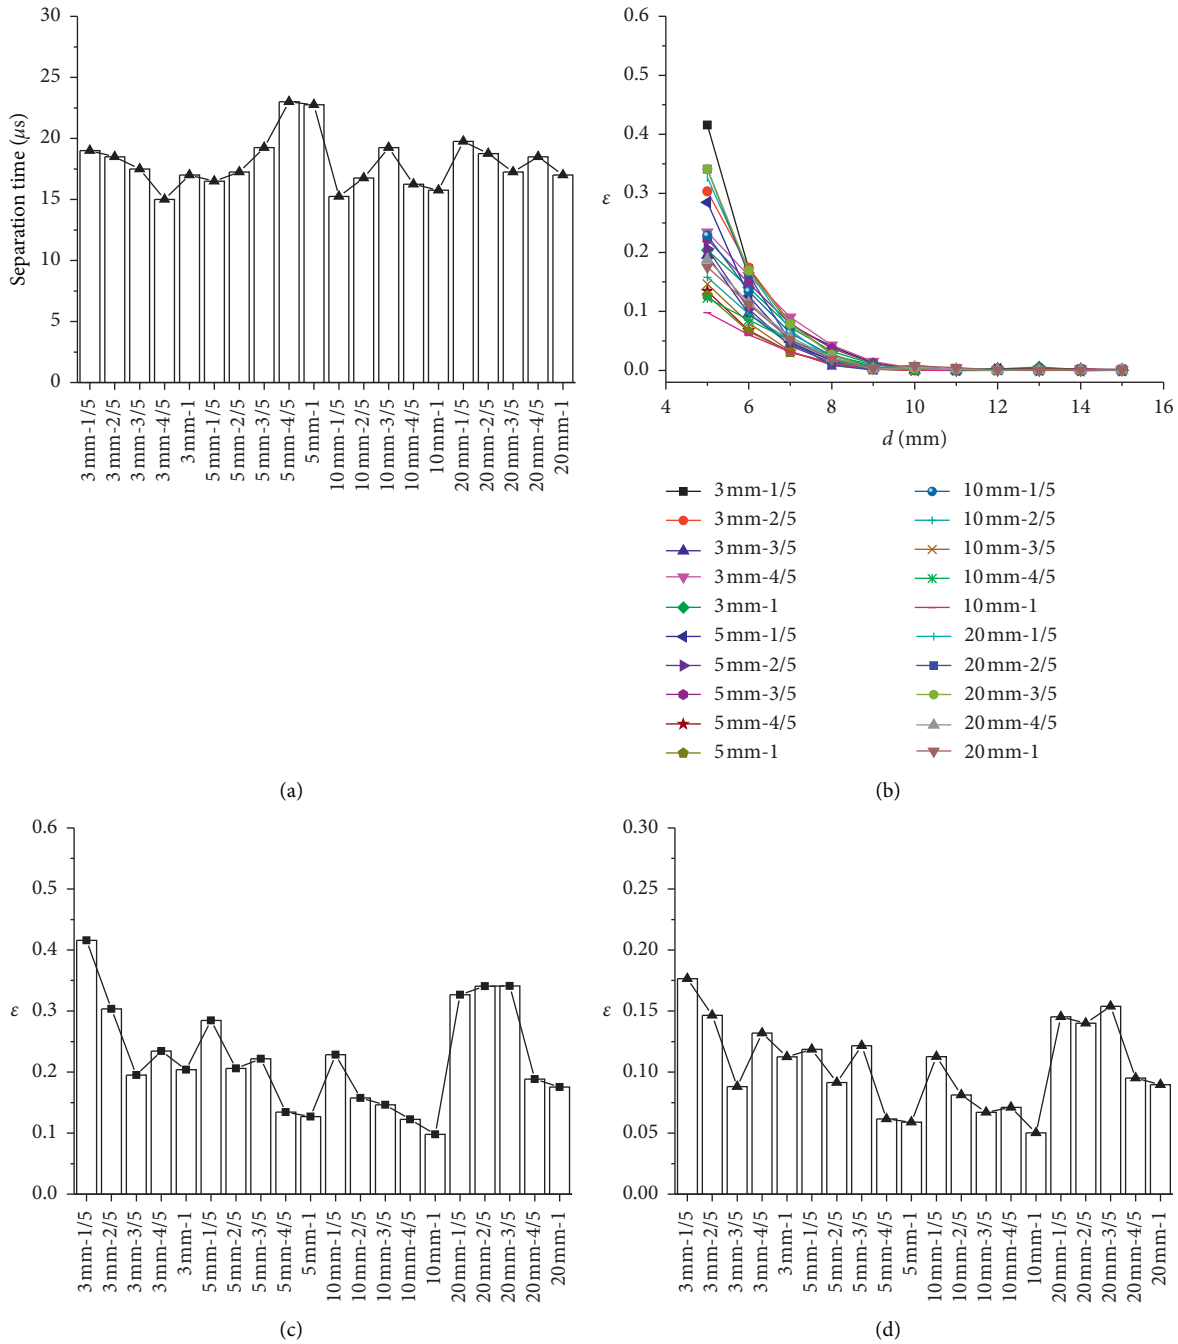 30
25
20
15
10
5
0
Separation time (μs)
3 mm-1/5
3 mm-2/5
3 mm-3/5
3 mm-4/5
3 mm-1
5 mm-1/5
5 mm-2/5
5 mm-3/5
5 mm-4/5
5 mm-1
10 mm-1/5
10 mm-2/5
10 mm-3/5
10 mm-4/5
10 mm-1
20 mm-1/5
20 mm-2/5
20 mm-3/5
20 mm-4/5
20 mm-1
(a)
0.6
0.5
0.4
0.3
0.2
0.1
0.0
ε
4 6 8 10 12 14 16
d (mm)
3 mm-1/5
3 mm-2/5
3 mm-3/5
3 mm-4/5
3 mm-1
5 mm-1/5
5 mm-2/5
5 mm-3/5
5 mm-4/5
5 mm-1
10 mm-1/5
10 mm-2/5
10 mm-3/5
10 mm-4/5
10 mm-1
20 mm-1/5
20 mm-2/5
20 mm-3/5
20 mm-4/5
20 mm-1
(b)
0.6
0.5
0.4
0.3
0.2
0.1
0.0
ε
3 mm-1/5
3 mm-2/5
3 mm-3/5
3 mm-4/5
3 mm-1
5 mm-1/5
5 mm-2/5
5 mm-3/5
5 mm-4/5
5 mm-1
10 mm-1/5
10 mm-2/5
10 mm-3/5
10 mm-4/5
10 mm-1
20 mm-1/5
20 mm-2/5
20 mm-3/5
20 mm-4/5
20 mm-1
(c)
0.30
0.25
0.20
0.15
0.10
0.05
0.00
ε
3 mm-1/5
3 mm-2/5
3 mm-3/5
3 mm-4/5
3 mm-1
5 mm-1/5
5 mm-2/5
5 mm-3/5
5 mm-4/5
5 mm-1
10 mm-1/5
10 mm-2/5
10 mm-3/5
10 mm-4/5
10 mm-1
20 mm-1/5
20 mm-2/5
20 mm-3/5
20 mm-4/5
20 mm-1
(d)